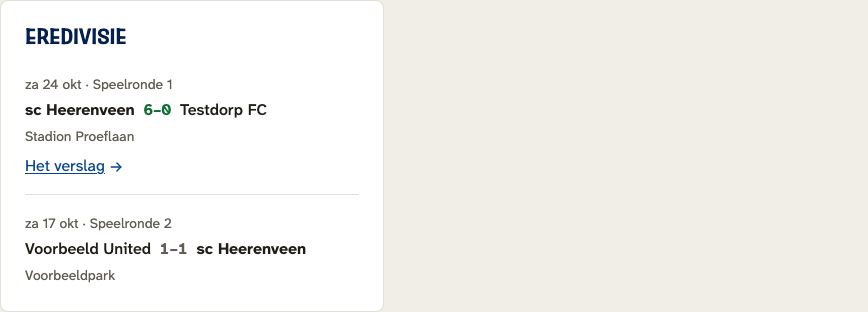 EREDIVISIE
za 24 okt · Speelronde 1
sc Heerenveen 6–0 Testdorp FC
Stadion Proeflaan
Het verslag →
za 17 okt · Speelronde 2
Voorbeeld United 1–1 sc Heerenveen
Voorbeeldpark